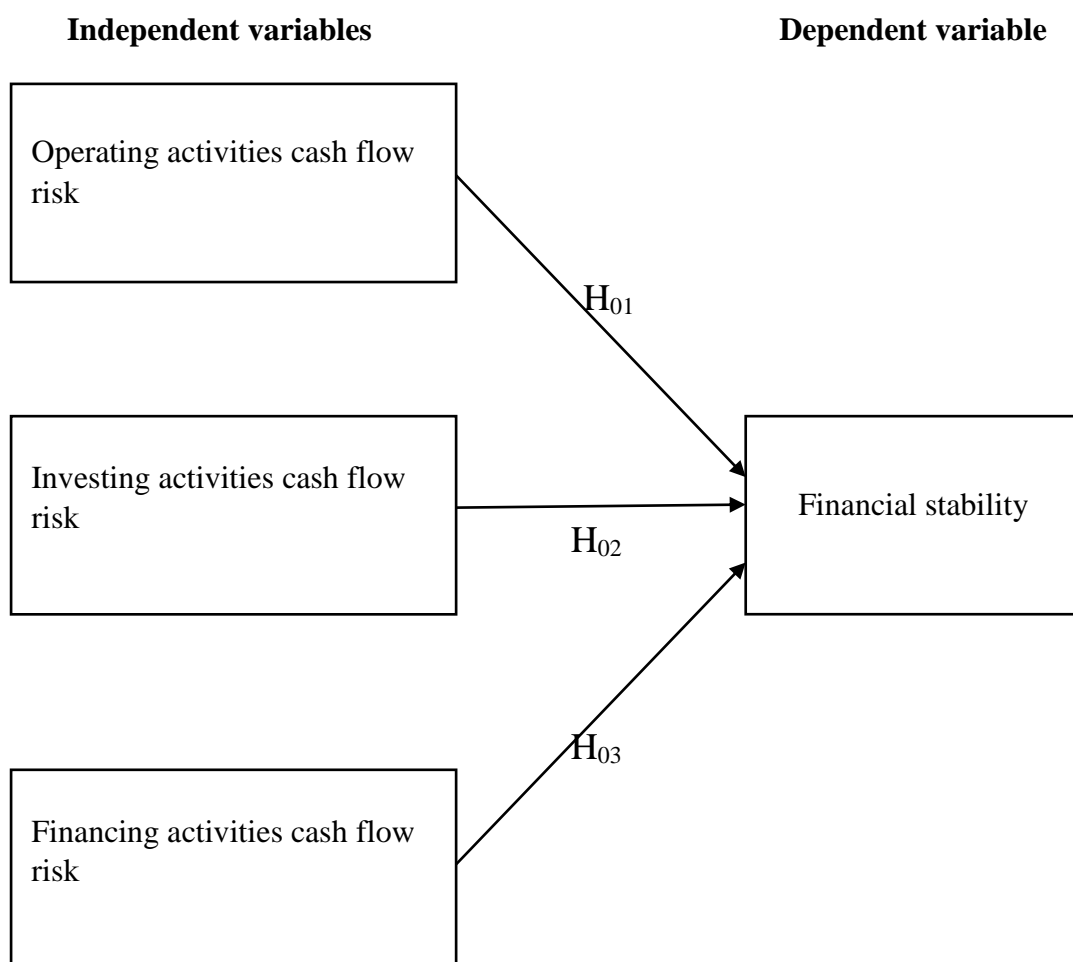 Independent variables
Dependent variable
Operating activities cash flow
risk
H₀₁
Investing activities cash flow
risk
H₀₂
Financial stability
H₀₃
Financing activities cash flow
risk